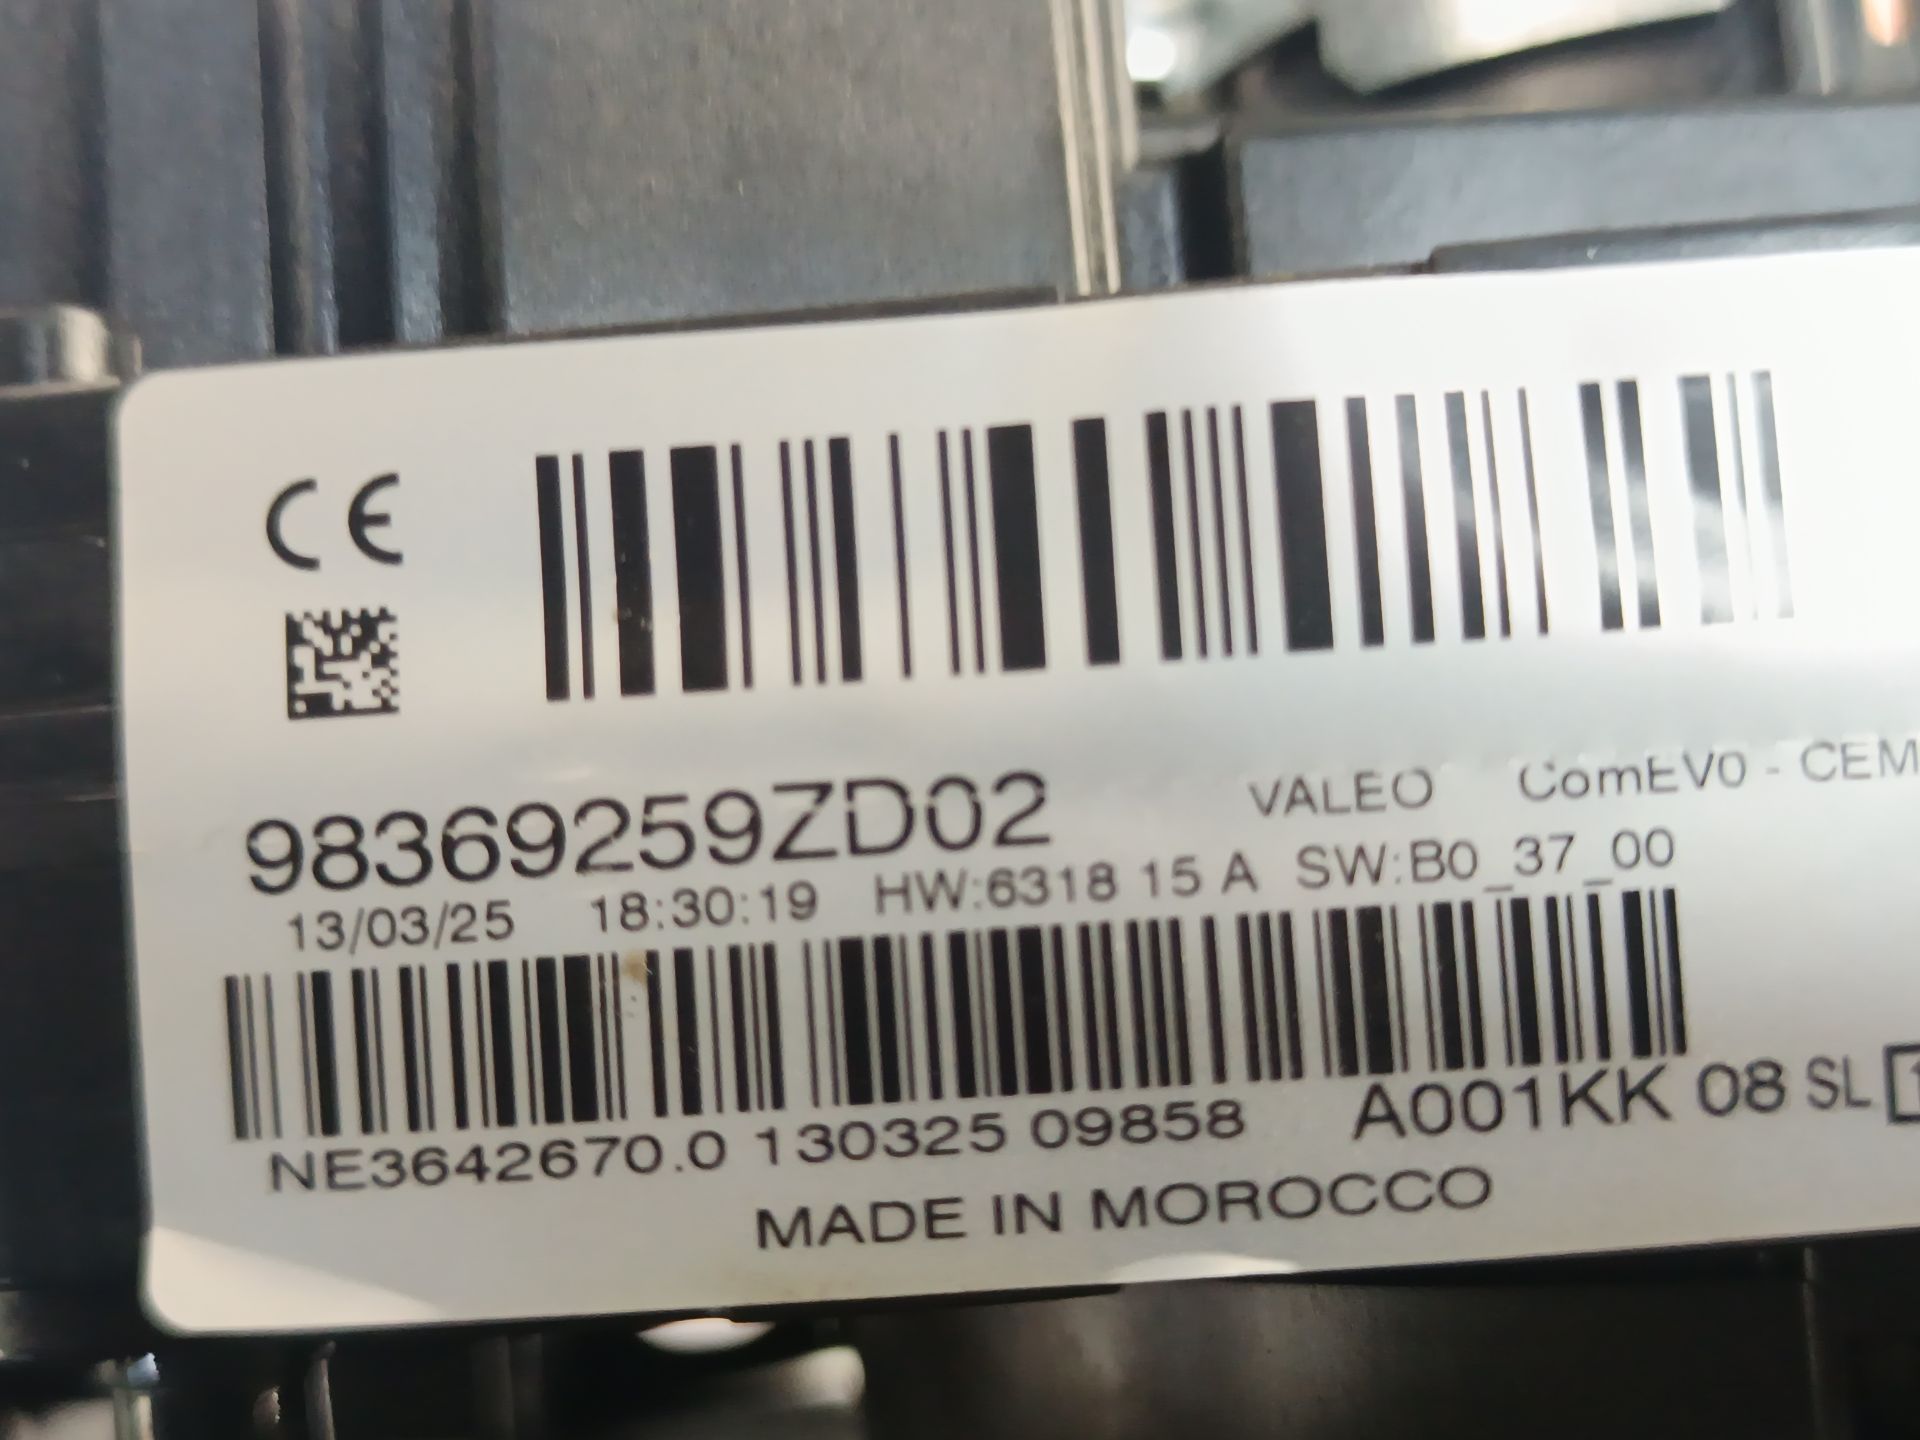 CE
98369259ZD02
VALEO ComEV0 - CEM
13/03/25 18:30:19 HW:6318 15 A SW:B0_37_00
NE3642670.0 130325 09858 A001KK 08 SL
MADE IN MOROCCO